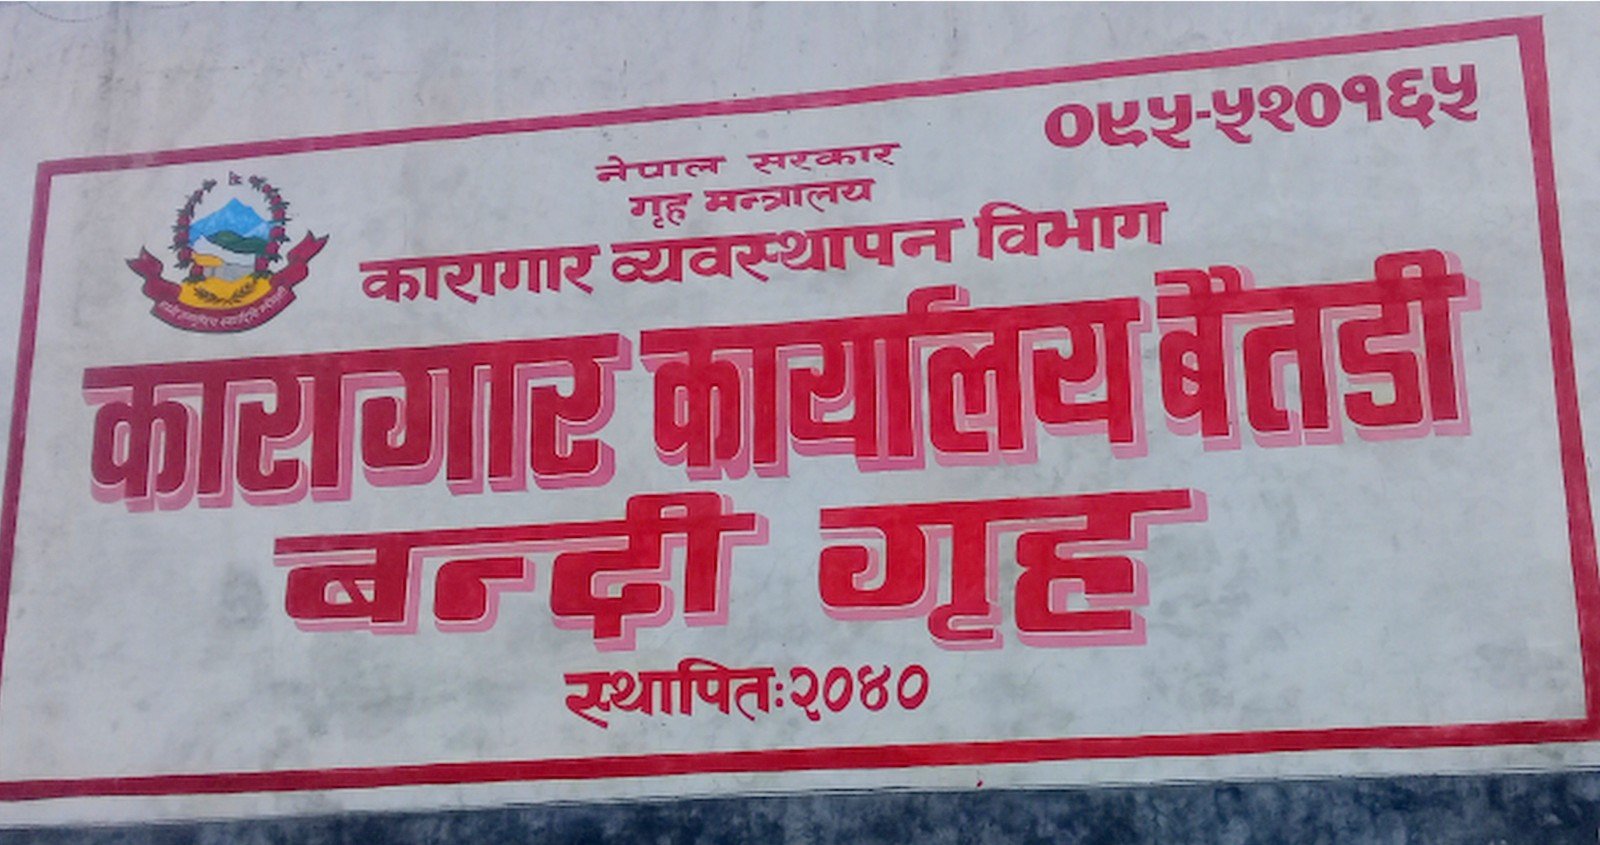 ०९५-५२०१६५
नेपाल सरकार
गृह मन्त्रालय
कारागार व्यवस्थापन विभाग
कारागार कार्यालय बैतडी
बन्दी गृह
स्थापितः२०४०